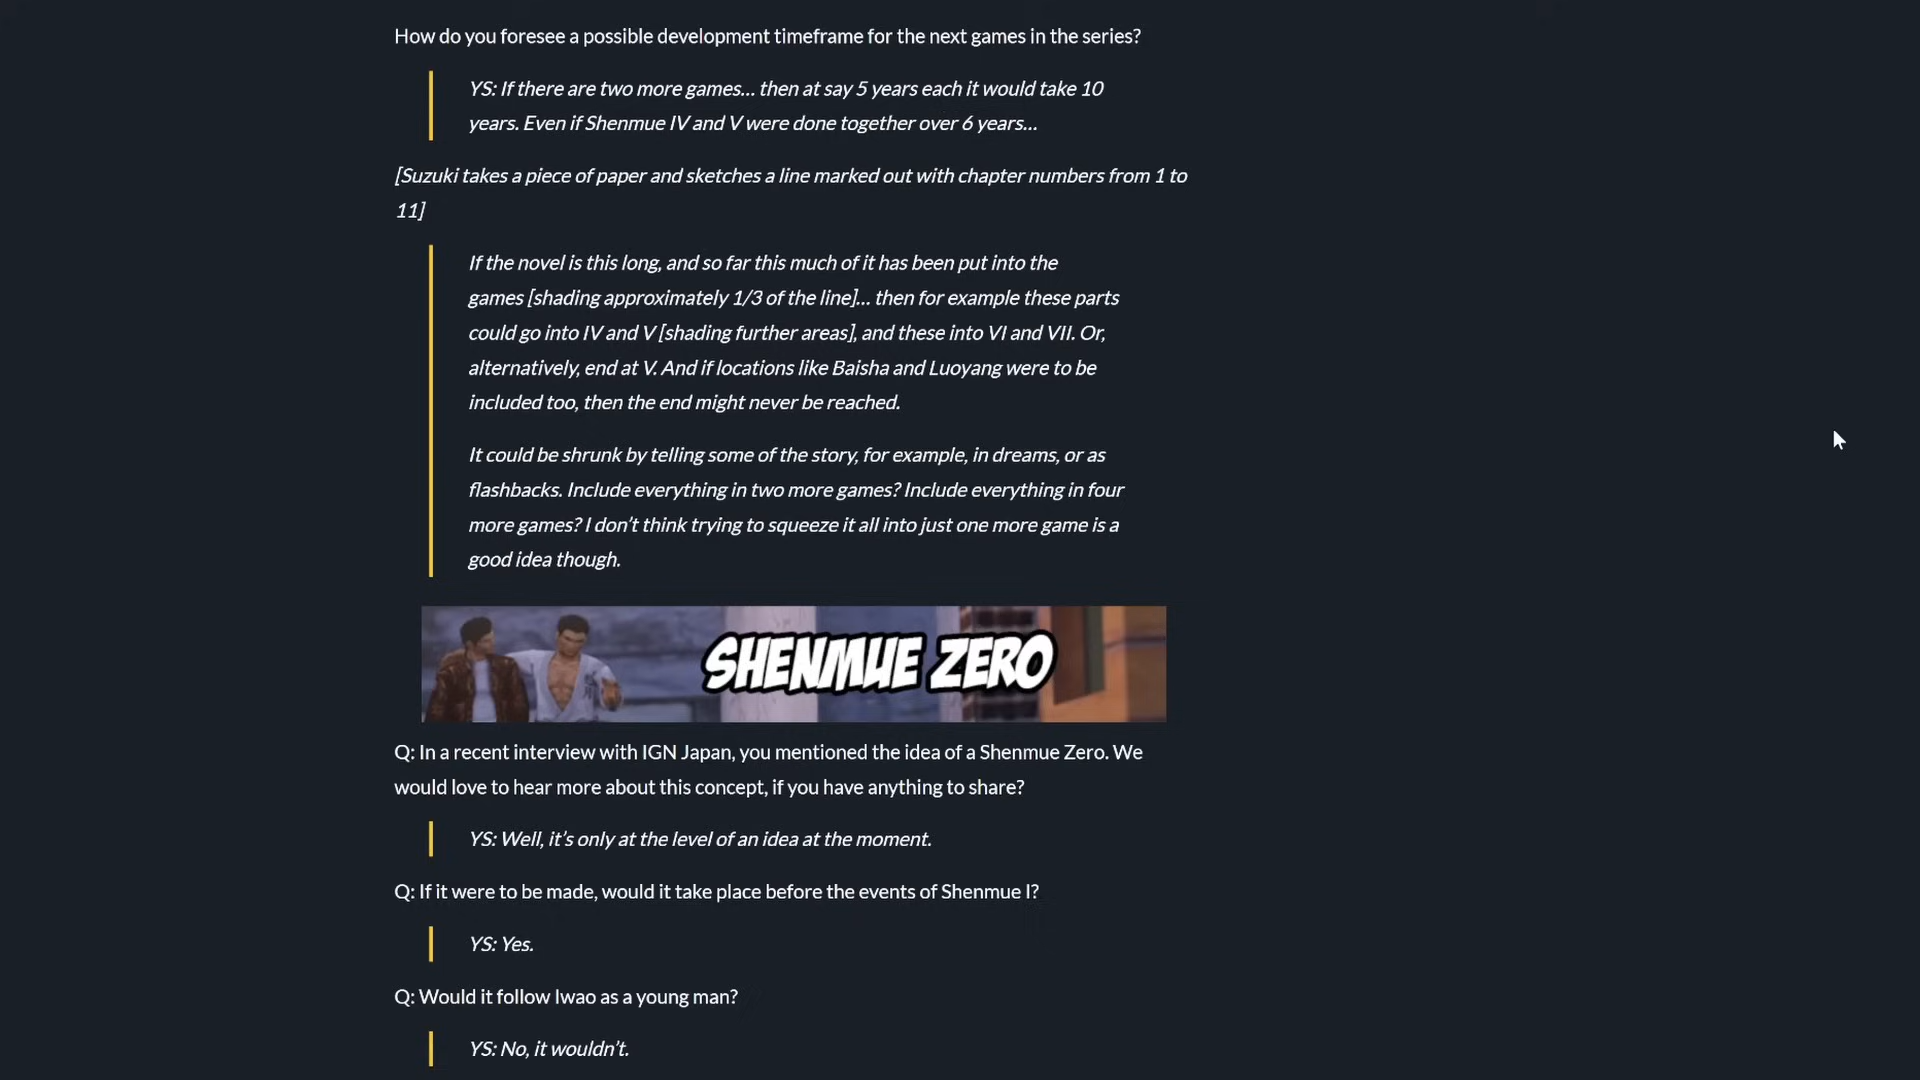 How do you foresee a possible development timeframe for the next games in the series?
YS: If there are two more games... then at say 5 years each it would take 10
years. Even if Shenmue IV and V were done together over 6 years...
[Suzuki takes a piece of paper and sketches a line marked out with chapter numbers from 1 to
11]
If the novel is this long, and so far this much of it has been put into the
games [shading approximately 1/3 of the line]... then for example these parts
could go into IV and V [shading further areas], and these into VI and VII. Or,
alternatively, end at V. And if locations like Baisha and Luoyang were to be
included too, then the end might never be reached.
It could be shrunk by telling some of the story, for example, in dreams, or as
flashbacks. Include everything in two more games? Include everything in four
more games? I don’t think trying to squeeze it all into just one more game is a
good idea though.
SHENMUE ZERO
Q: In a recent interview with IGN Japan, you mentioned the idea of a Shenmue Zero. We
would love to hear more about this concept, if you have anything to share?
YS: Well, it’s only at the level of an idea at the moment.
Q: If it were to be made, would it take place before the events of Shenmue I?
YS: Yes.
Q: Would it follow Iwao as a young man?
YS: No, it wouldn’t.